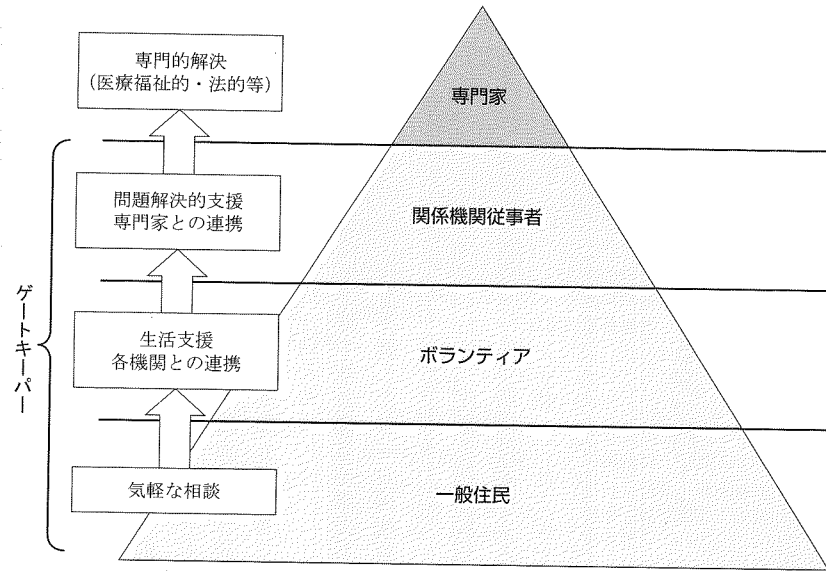 専門的解決
（医療福祉的・法的等）
専門家
問題解決的支援
専門家との連携
関係機関従事者
ゲートキーパー
生活支援
各機関との連携
ボランティア
気軽な相談
一般住民